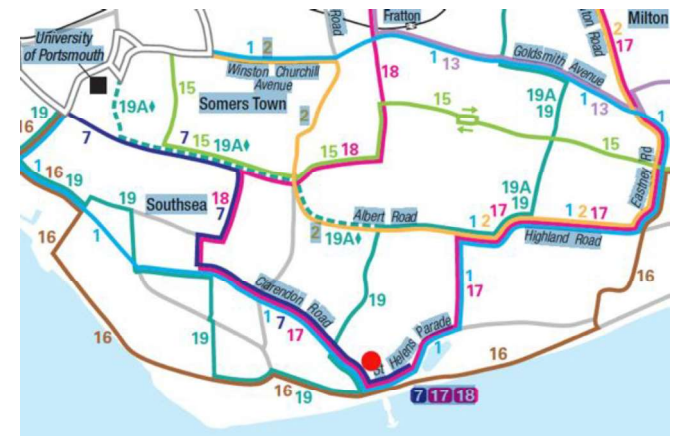 Fratton
Milton
University
of Portsmouth
Road
1 2
Winston Churchill
Avenue
18
1 13
Goldsmith Avenue
ton Road
2
17
19A♦
15
Somers Town
2
15
19A
19
1
13
1
19
16
7
7 15 19A♦
15 18
15
Eastney Rd
1 16 19
19
Southsea
18
7
Albert Road
2 19A♦
19A
17 19
1 2
1 2 17
Highland Road
16
1
16
19
1
17
Clarendon Road
1 7
17
16
19
St Helens Parade
1
16
16
19
7 17 18